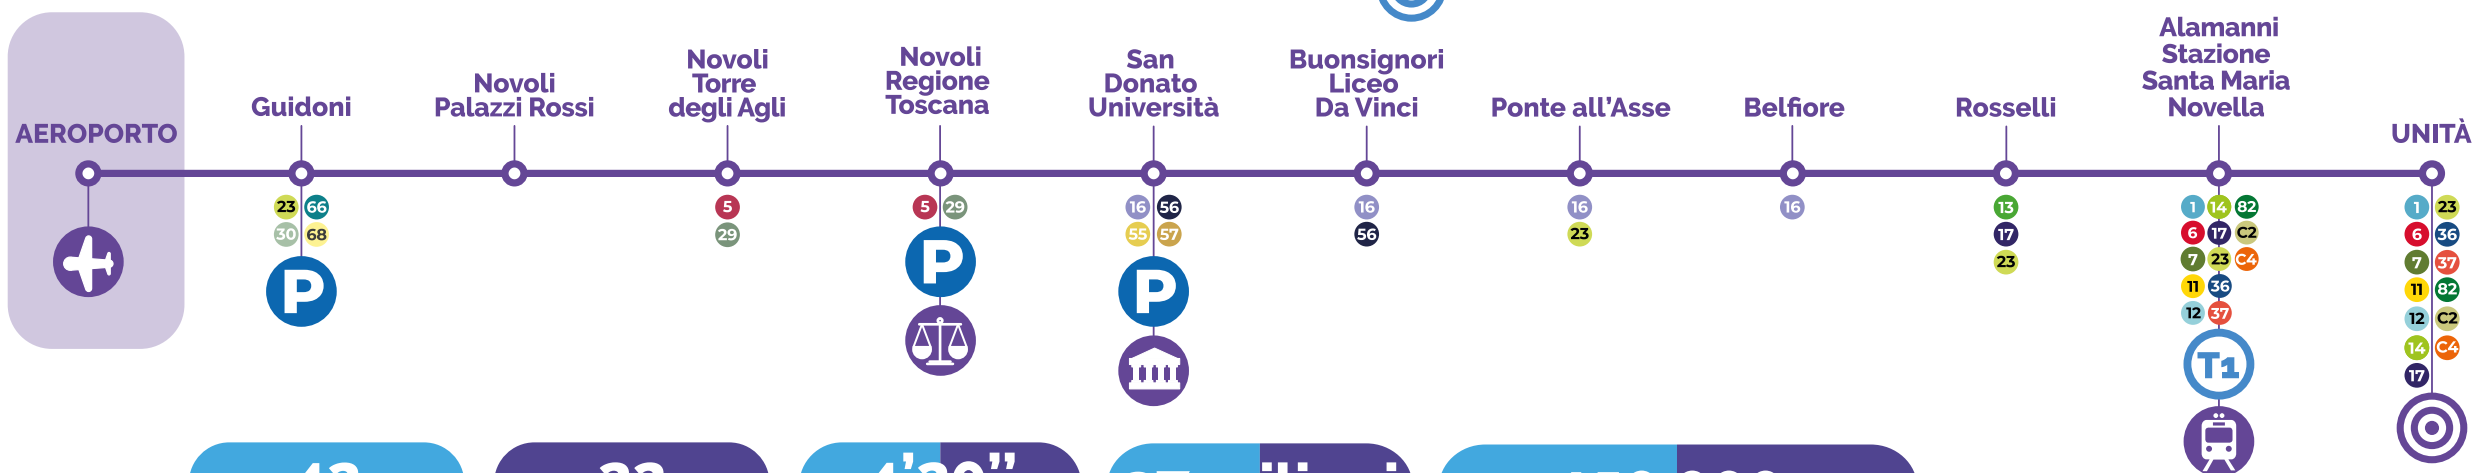 AEROPORTO
Guidoni
23 66
30 68
P
Novoli
Palazzi Rossi
Novoli
Torre
degli Agli
5
29
Novoli
Regione
Toscana
5 29
P
San
Donato
Università
16 56
55 57
P
Buonsignori
Liceo
Da Vinci
16
56
Ponte all'Asse
16
23
Belfiore
16
Rosselli
13
17
23
Alamanni
Stazione
Santa Maria
Novella
1 14 82
6 17 C2
7 23 C4
11 36
12 37
T1
UNITÀ
1 23
6 36
7 37
11 82
12 C2
14 C4
17